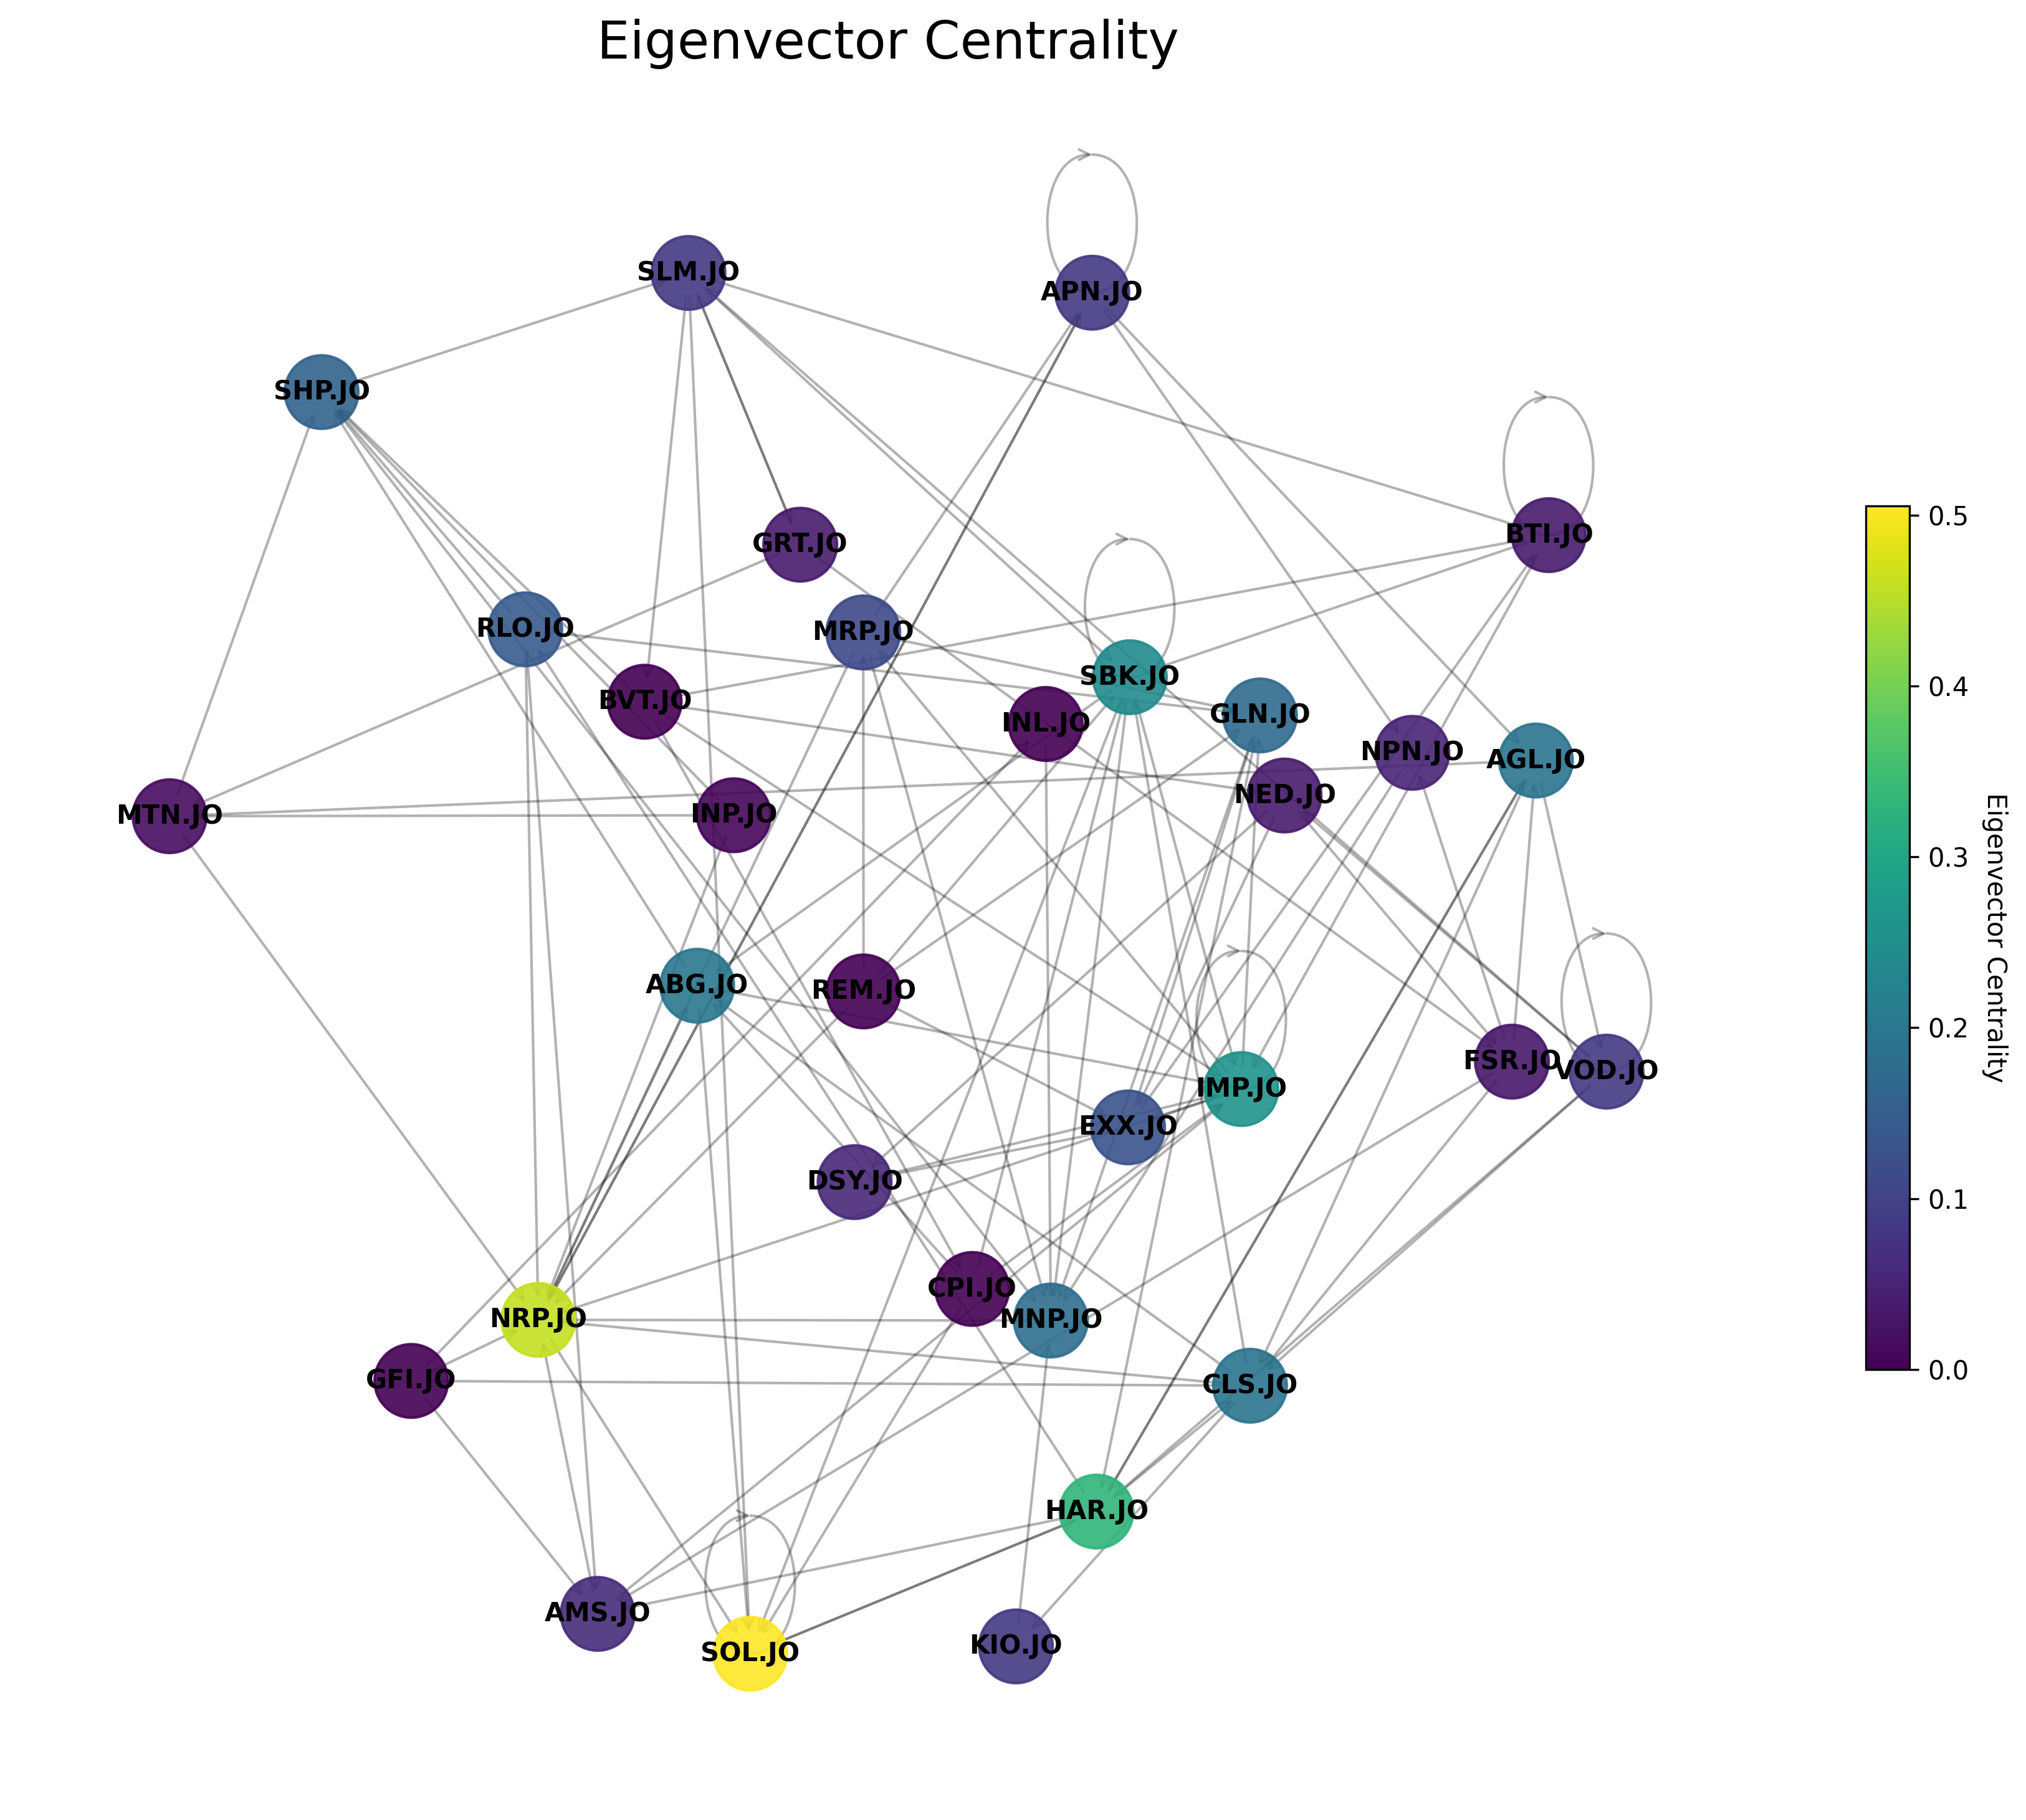 Eigenvector Centrality
SLM.JO
APN.JO
SHP.JO
GRT.JO
BTI.JO
RLO.JO
MRP.JO
SBK.JO
BVT.JO
INL.JO
GLN.JO
NPN.JO
AGL.JO
NED.JO
MTN.JO
INP.JO
ABG.JO
REM.JO
FSR.JO
VOD.JO
IMP.JO
EXX.JO
DSY.JO
CPI.JO
NRP.JO
MNP.JO
GFI.JO
CLS.JO
HAR.JO
AMS.JO
SOL.JO
KIO.JO
0.5
0.4
0.3
0.2
0.1
0.0
Eigenvector Centrality